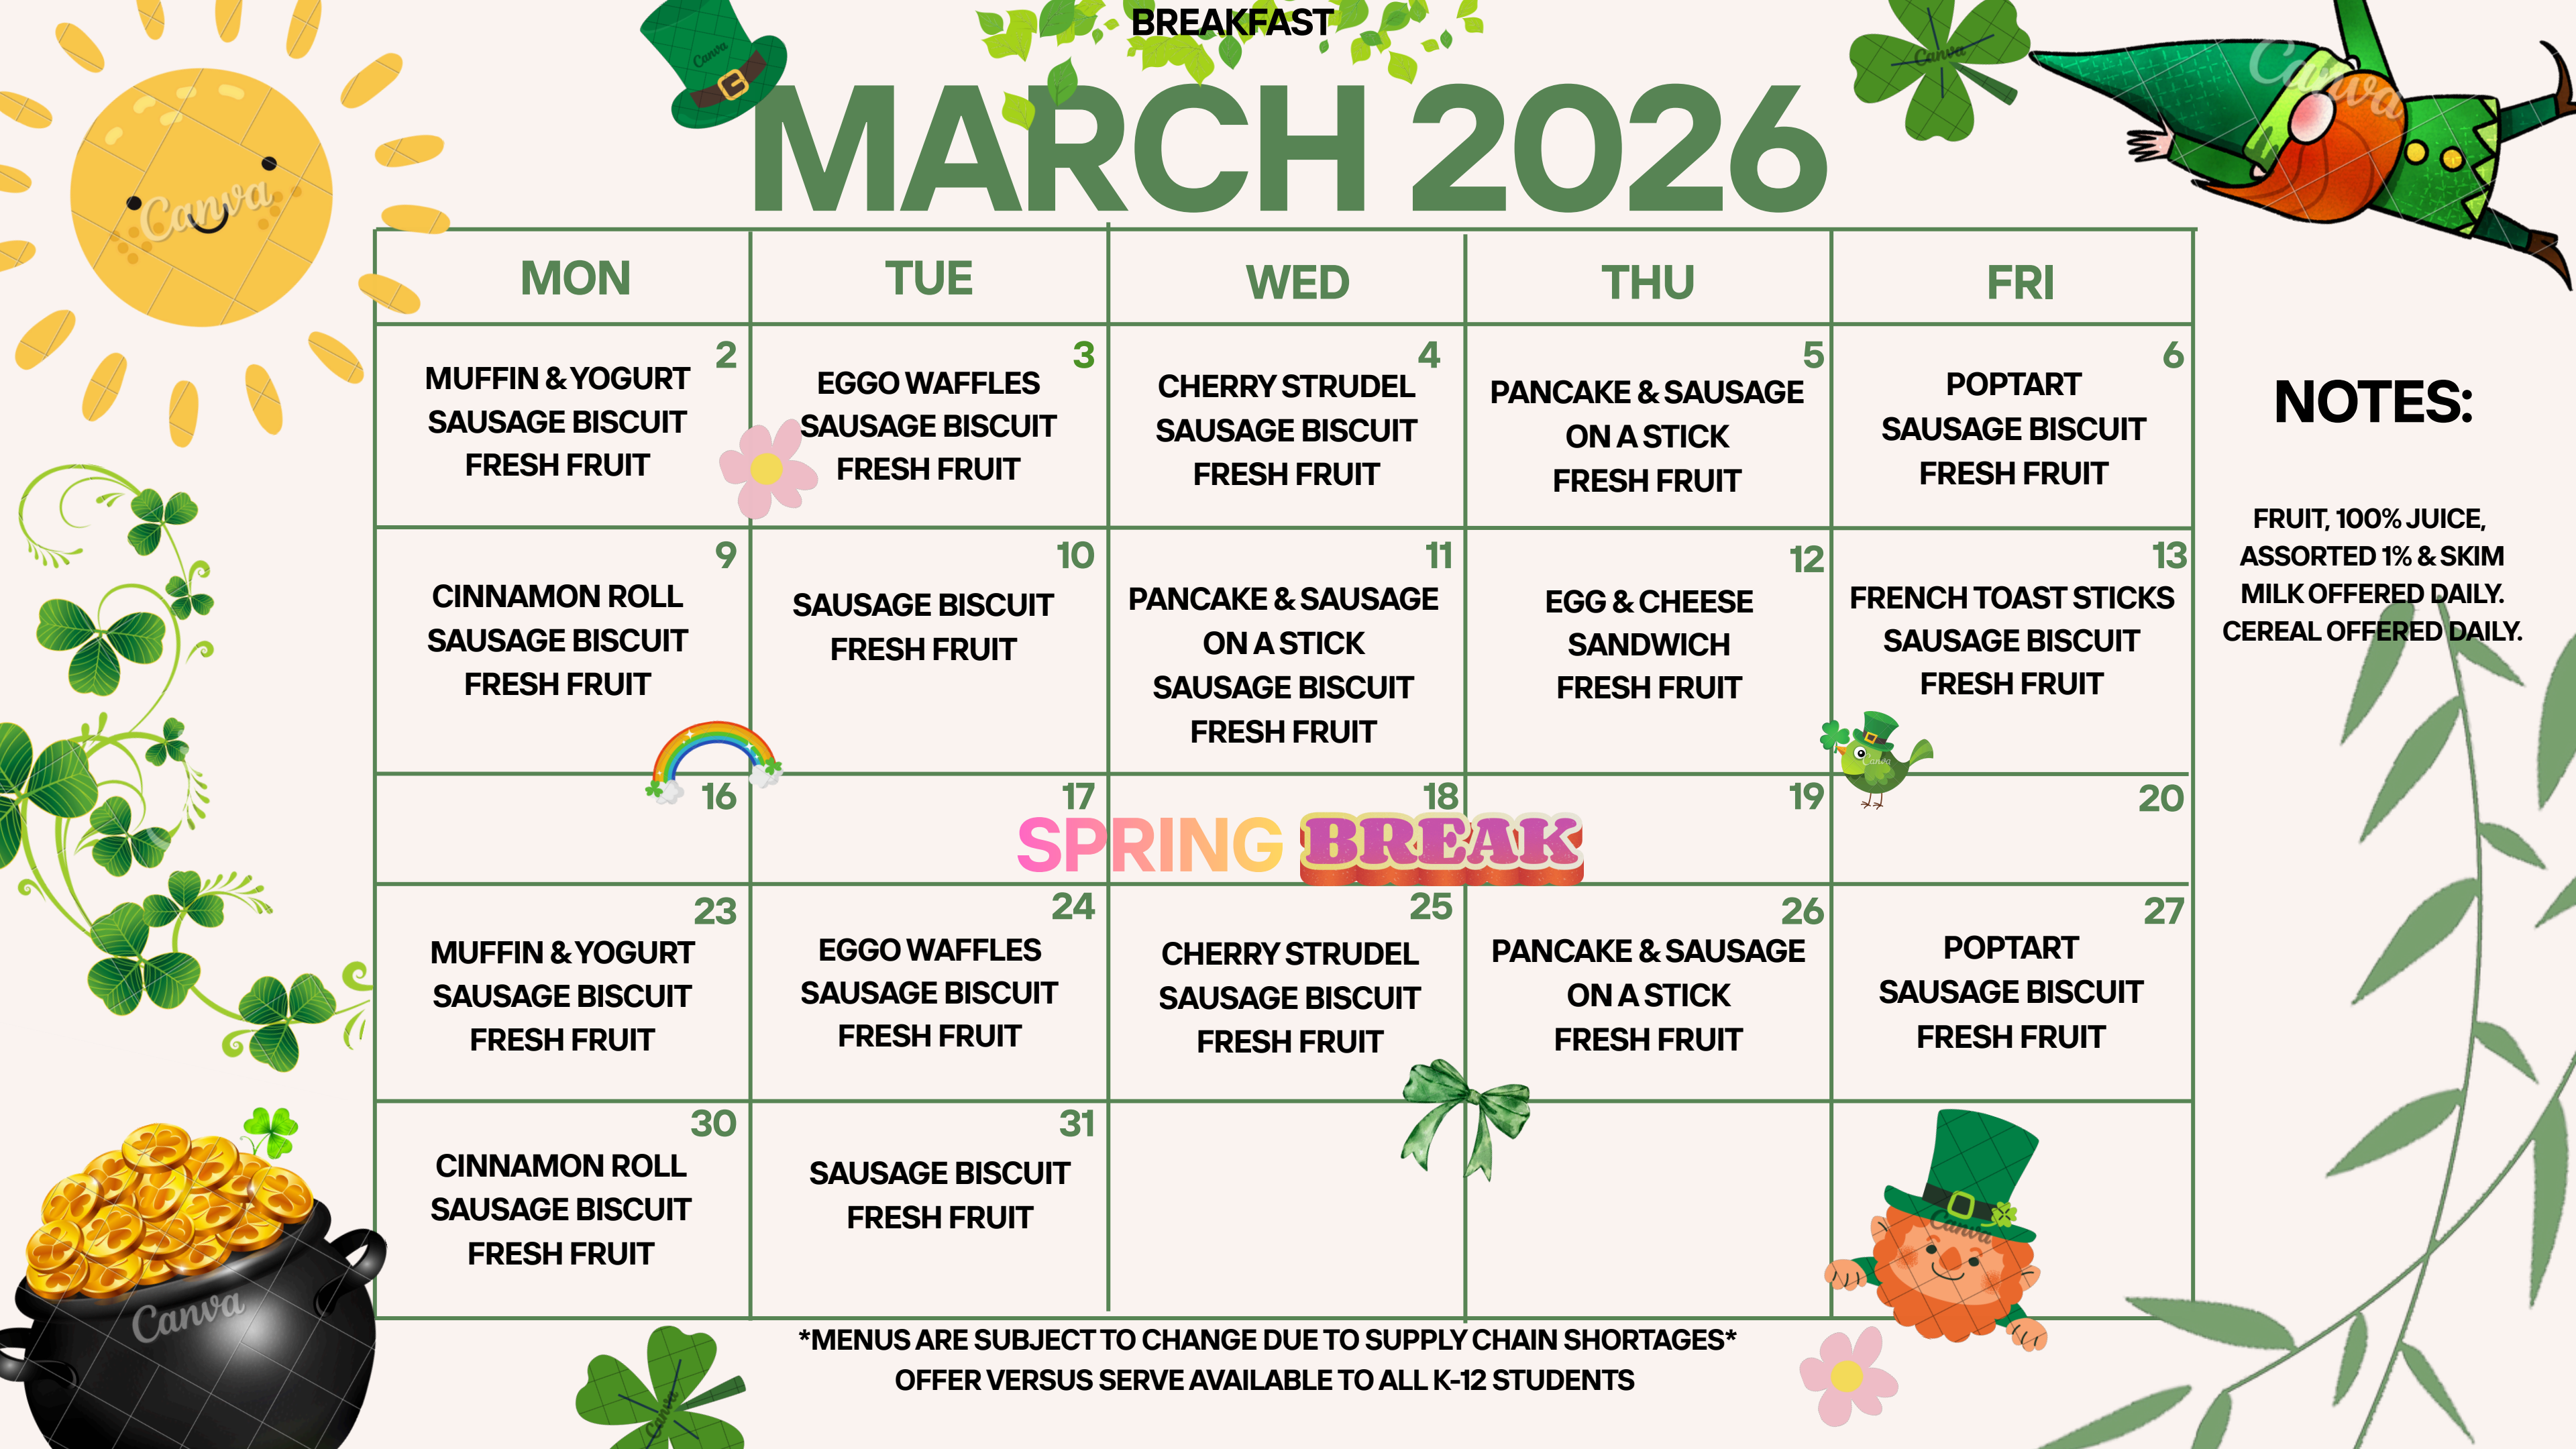 BREAKFAST
MARCH 2026
MON
TUE
WED
THU
FRI
2
MUFFIN & YOGURT
SAUSAGE BISCUIT
FRESH FRUIT
3
EGGO WAFFLES
SAUSAGE BISCUIT
FRESH FRUIT
4
CHERRY STRUDEL
SAUSAGE BISCUIT
FRESH FRUIT
5
PANCAKE & SAUSAGE
ON A STICK
FRESH FRUIT
6
POPTART
SAUSAGE BISCUIT
FRESH FRUIT
9
CINNAMON ROLL
SAUSAGE BISCUIT
FRESH FRUIT
10
SAUSAGE BISCUIT
FRESH FRUIT
11
PANCAKE & SAUSAGE
ON A STICK
SAUSAGE BISCUIT
FRESH FRUIT
12
EGG & CHEESE
SANDWICH
FRESH FRUIT
13
FRENCH TOAST STICKS
SAUSAGE BISCUIT
FRESH FRUIT
16
17
18
19
20
SPRING BREAK
23
MUFFIN & YOGURT
SAUSAGE BISCUIT
FRESH FRUIT
24
EGGO WAFFLES
SAUSAGE BISCUIT
FRESH FRUIT
25
CHERRY STRUDEL
SAUSAGE BISCUIT
FRESH FRUIT
26
PANCAKE & SAUSAGE
ON A STICK
FRESH FRUIT
27
POPTART
SAUSAGE BISCUIT
FRESH FRUIT
30
CINNAMON ROLL
SAUSAGE BISCUIT
FRESH FRUIT
31
SAUSAGE BISCUIT
FRESH FRUIT
NOTES:
FRUIT, 100% JUICE,
ASSORTED 1% & SKIM
MILK OFFERED DAILY.
CEREAL OFFERED DAILY.
*MENUS ARE SUBJECT TO CHANGE DUE TO SUPPLY CHAIN SHORTAGES*
OFFER VERSUS SERVE AVAILABLE TO ALL K-12 STUDENTS
Canva
Canva
Canva
Canva
Canva
Canva
Canva
Canva